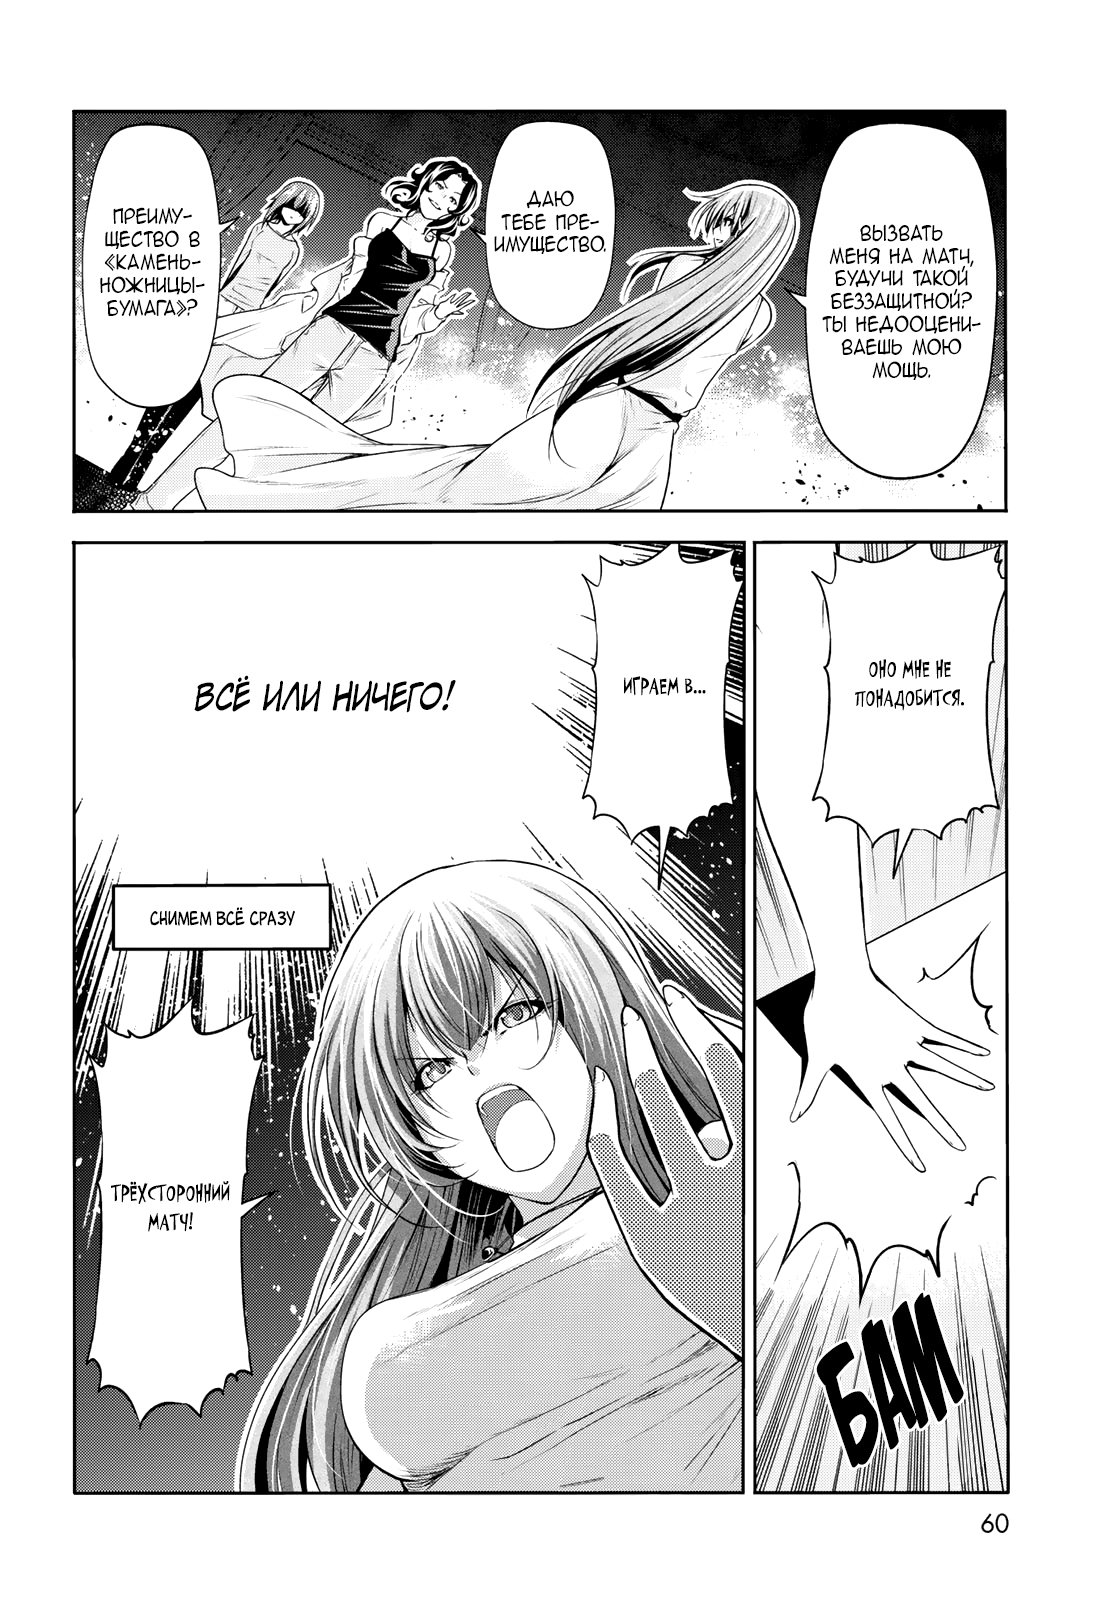 ВЫЗВАТЬ
МЕНЯ НА МАТЧ,
БУДУЧИ ТАКОЙ
БЕЗЗАЩИТНОЙ?
ТЫ НЕДООЦЕНИ-
ВАЕШЬ МОЮ
МОЩЬ.
ДАЮ
ТЕБЕ ПРЕ-
ИМУЩЕСТВО.
ПРЕИМУ-
ЩЕСТВО В
«КАМЕНЬ-
НОЖНИЦЫ-
БУМАГА»?
ОНО МНЕ НЕ
ПОНАДОБИТСЯ.
БАМ
ИГРАЕМ В...
ВСЁ ИЛИ НИЧЕГО!
СНИМЕМ ВСЁ СРАЗУ
ТРЁХСТОРОННИЙ
МАТЧ!
60